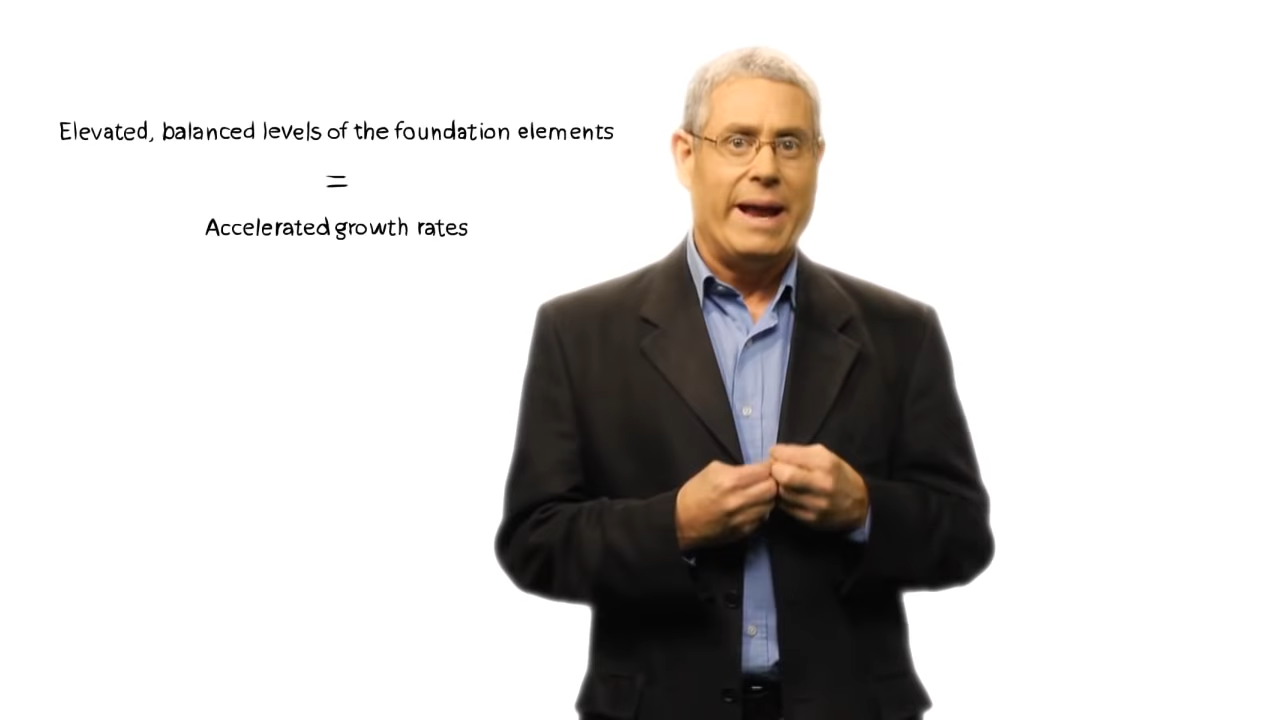 Elevated, balanced levels of the foundation elements
=
Accelerated growth rates